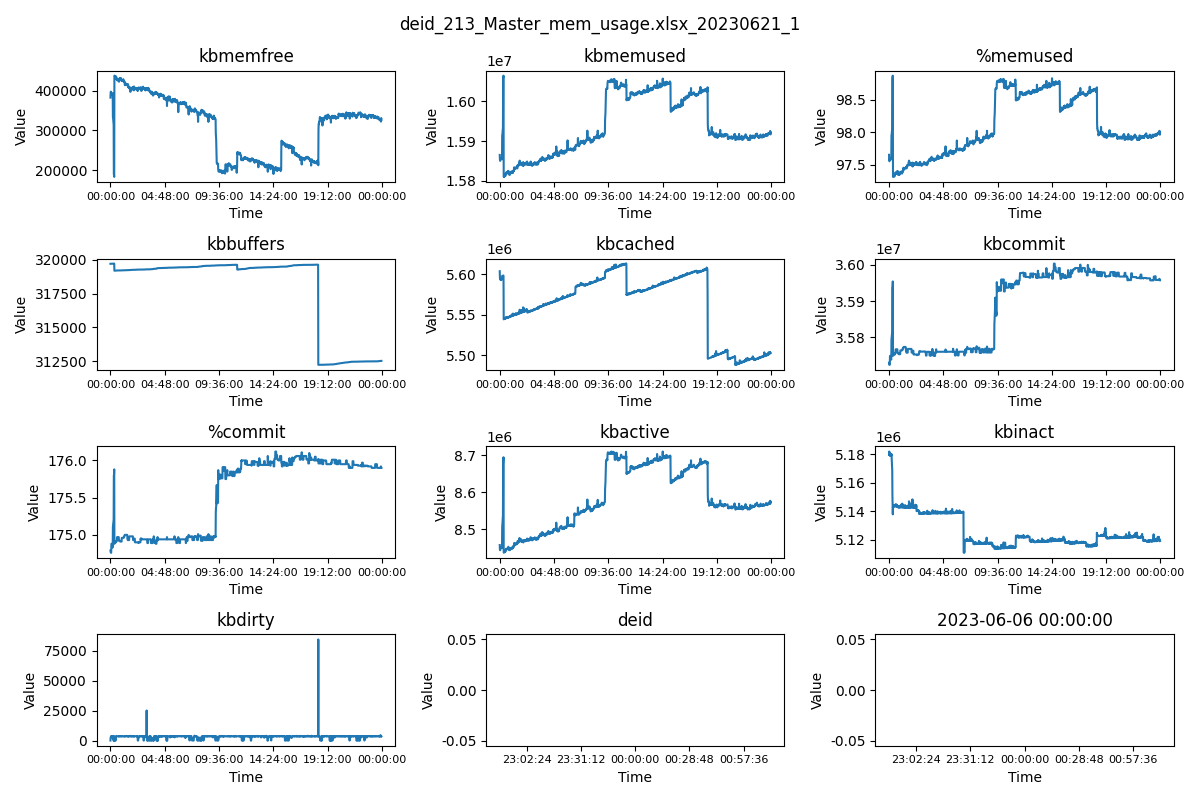 deid_213_Master_mem_usage.xlsx_20230621_1
kbmemfree
400000
300000
200000
Value
00:00:00 04:48:00 09:36:00 14:24:00 19:12:00 00:00:00
Time
kbmemused
1e7
1.60
1.59
1.58
Value
00:00:00 04:48:00 09:36:00 14:24:00 19:12:00 00:00:00
Time
%memused
98.5
98.0
97.5
Value
00:00:00 04:48:00 09:36:00 14:24:00 19:12:00 00:00:00
Time
kbbuffers
320000
317500
315000
312500
Value
00:00:00 04:48:00 09:36:00 14:24:00 19:12:00 00:00:00
Time
kbcached
1e6
5.60
5.55
5.50
Value
00:00:00 04:48:00 09:36:00 14:24:00 19:12:00 00:00:00
Time
kbcommit
1e7
3.60
3.59
3.58
Value
00:00:00 04:48:00 09:36:00 14:24:00 19:12:00 00:00:00
Time
%commit
176.0
175.5
175.0
Value
00:00:00 04:48:00 09:36:00 14:24:00 19:12:00 00:00:00
Time
kbactive
1e6
8.7
8.6
8.5
Value
00:00:00 04:48:00 09:36:00 14:24:00 19:12:00 00:00:00
Time
kbinact
1e6
5.18
5.16
5.14
5.12
Value
00:00:00 04:48:00 09:36:00 14:24:00 19:12:00 00:00:00
Time
kbdirty
75000
50000
25000
0
Value
00:00:00 04:48:00 09:36:00 14:24:00 19:12:00 00:00:00
Time
deid
0.05
0.00
-0.05
Value
23:02:24 23:31:12 00:00:00 00:28:48 00:57:36
Time
2023-06-06 00:00:00
0.05
0.00
-0.05
Value
23:02:24 23:31:12 00:00:00 00:28:48 00:57:36
Time